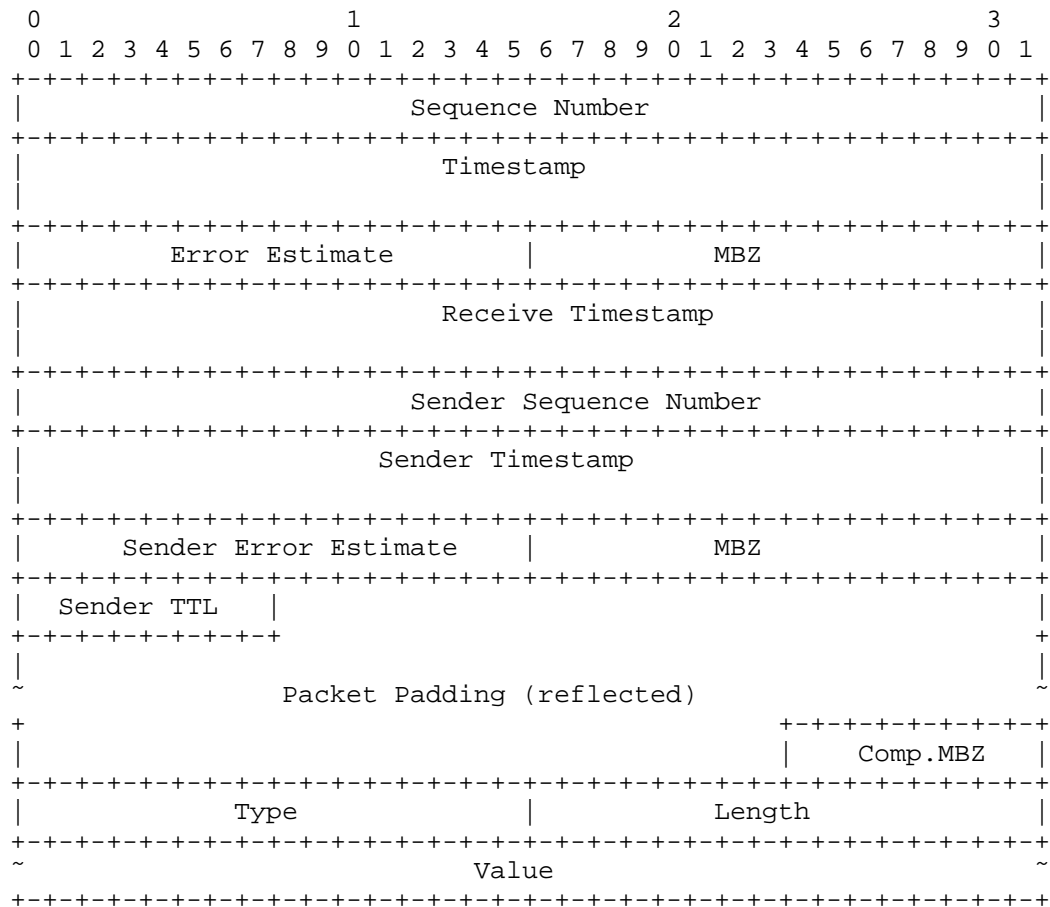 0                   1                   2                   3
 0 1 2 3 4 5 6 7 8 9 0 1 2 3 4 5 6 7 8 9 0 1 2 3 4 5 6 7 8 9 0 1
+-+-+-+-+-+-+-+-+-+-+-+-+-+-+-+-+-+-+-+-+-+-+-+-+-+-+-+-+-+-+-+-+
|                        Sequence Number                        |
+-+-+-+-+-+-+-+-+-+-+-+-+-+-+-+-+-+-+-+-+-+-+-+-+-+-+-+-+-+-+-+-+
|                          Timestamp                            |
|                                                               |
+-+-+-+-+-+-+-+-+-+-+-+-+-+-+-+-+-+-+-+-+-+-+-+-+-+-+-+-+-+-+-+-+
|         Error Estimate        |           MBZ                 |
+-+-+-+-+-+-+-+-+-+-+-+-+-+-+-+-+-+-+-+-+-+-+-+-+-+-+-+-+-+-+-+-+
|                          Receive Timestamp                    |
|                                                               |
+-+-+-+-+-+-+-+-+-+-+-+-+-+-+-+-+-+-+-+-+-+-+-+-+-+-+-+-+-+-+-+-+
|                        Sender Sequence Number                 |
+-+-+-+-+-+-+-+-+-+-+-+-+-+-+-+-+-+-+-+-+-+-+-+-+-+-+-+-+-+-+-+-+
|                      Sender Timestamp                         |
|                                                               |
+-+-+-+-+-+-+-+-+-+-+-+-+-+-+-+-+-+-+-+-+-+-+-+-+-+-+-+-+-+-+-+-+
|      Sender Error Estimate    |           MBZ                 |
+-+-+-+-+-+-+-+-+-+-+-+-+-+-+-+-+-+-+-+-+-+-+-+-+-+-+-+-+-+-+-+-+
|  Sender TTL   |                                               |
+-+-+-+-+-+-+-+-+                                               +
|                                                               |
~                Packet Padding (reflected)                     ~
+                                               +-+-+-+-+-+-+-+-+
|                                               |    Comp.MBZ   |
+-+-+-+-+-+-+-+-+-+-+-+-+-+-+-+-+-+-+-+-+-+-+-+-+-+-+-+-+-+-+-+-+
|             Type              |           Length              |
+-+-+-+-+-+-+-+-+-+-+-+-+-+-+-+-+-+-+-+-+-+-+-+-+-+-+-+-+-+-+-+-+
~                            Value                              ~
+-+-+-+-+-+-+-+-+-+-+-+-+-+-+-+-+-+-+-+-+-+-+-+-+-+-+-+-+-+-+-+-+